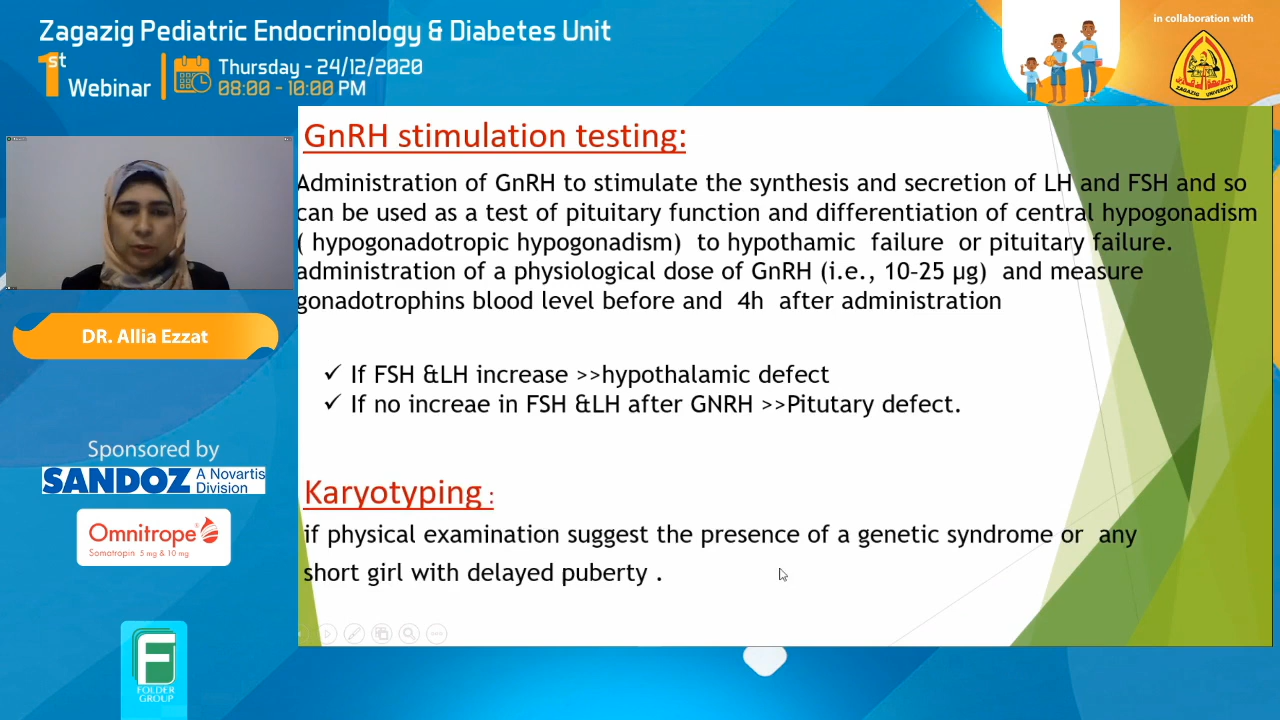 Zagazig Pediatric Endocrinology & Diabetes Unit
1st Webinar
Thursday - 24/12/2020
08:00 - 10:00 PM
in collaboration with
ZAGAZIG UNIVERSITY
GnRH stimulation testing:
Administration of GnRH to stimulate the synthesis and secretion of LH and FSH and so
can be used as a test of pituitary function and differentiation of central hypogonadism
( hypogonadotropic hypogonadism) to hypothamic failure or pituitary failure.
administration of a physiological dose of GnRH (i.e., 10-25 µg) and measure
gonadotrophins blood level before and 4h after administration
✓ If FSH &LH increase >>hypothalamic defect
✓ If no increae in FSH &LH after GNRH >>Pitutary defect.
Karyotyping :
if physical examination suggest the presence of a genetic syndrome or any
short girl with delayed puberty .
DR. Allia Ezzat
Sponsored by
SANDOZ A Novartis
Division
Omnitrope
Somatropin 5 mg & 10 mg
FOLDER
GROUP